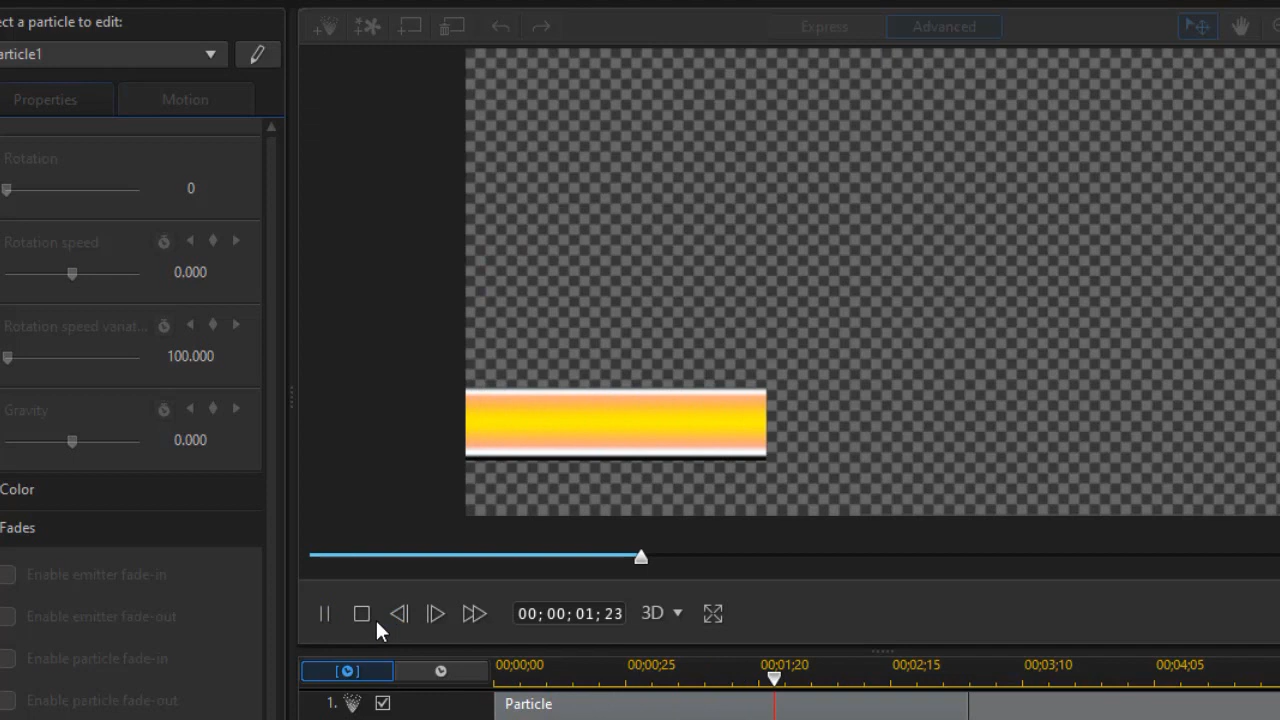 ect a particle to edit:
article1
Express
Advanced
Properties
Motion
Rotation
0
Rotation speed
0.000
Rotation speed variat...
100.000
Gravity
0.000
Color
Fades
Enable emitter fade-in
Enable emitter fade-out
Enable particle fade-in
Enable particle fade-out
00; 00; 01; 23
3D
00;00;00
00;00;25
00;01;20
00;02;15
00;03;10
00;04;05
1.
Particle